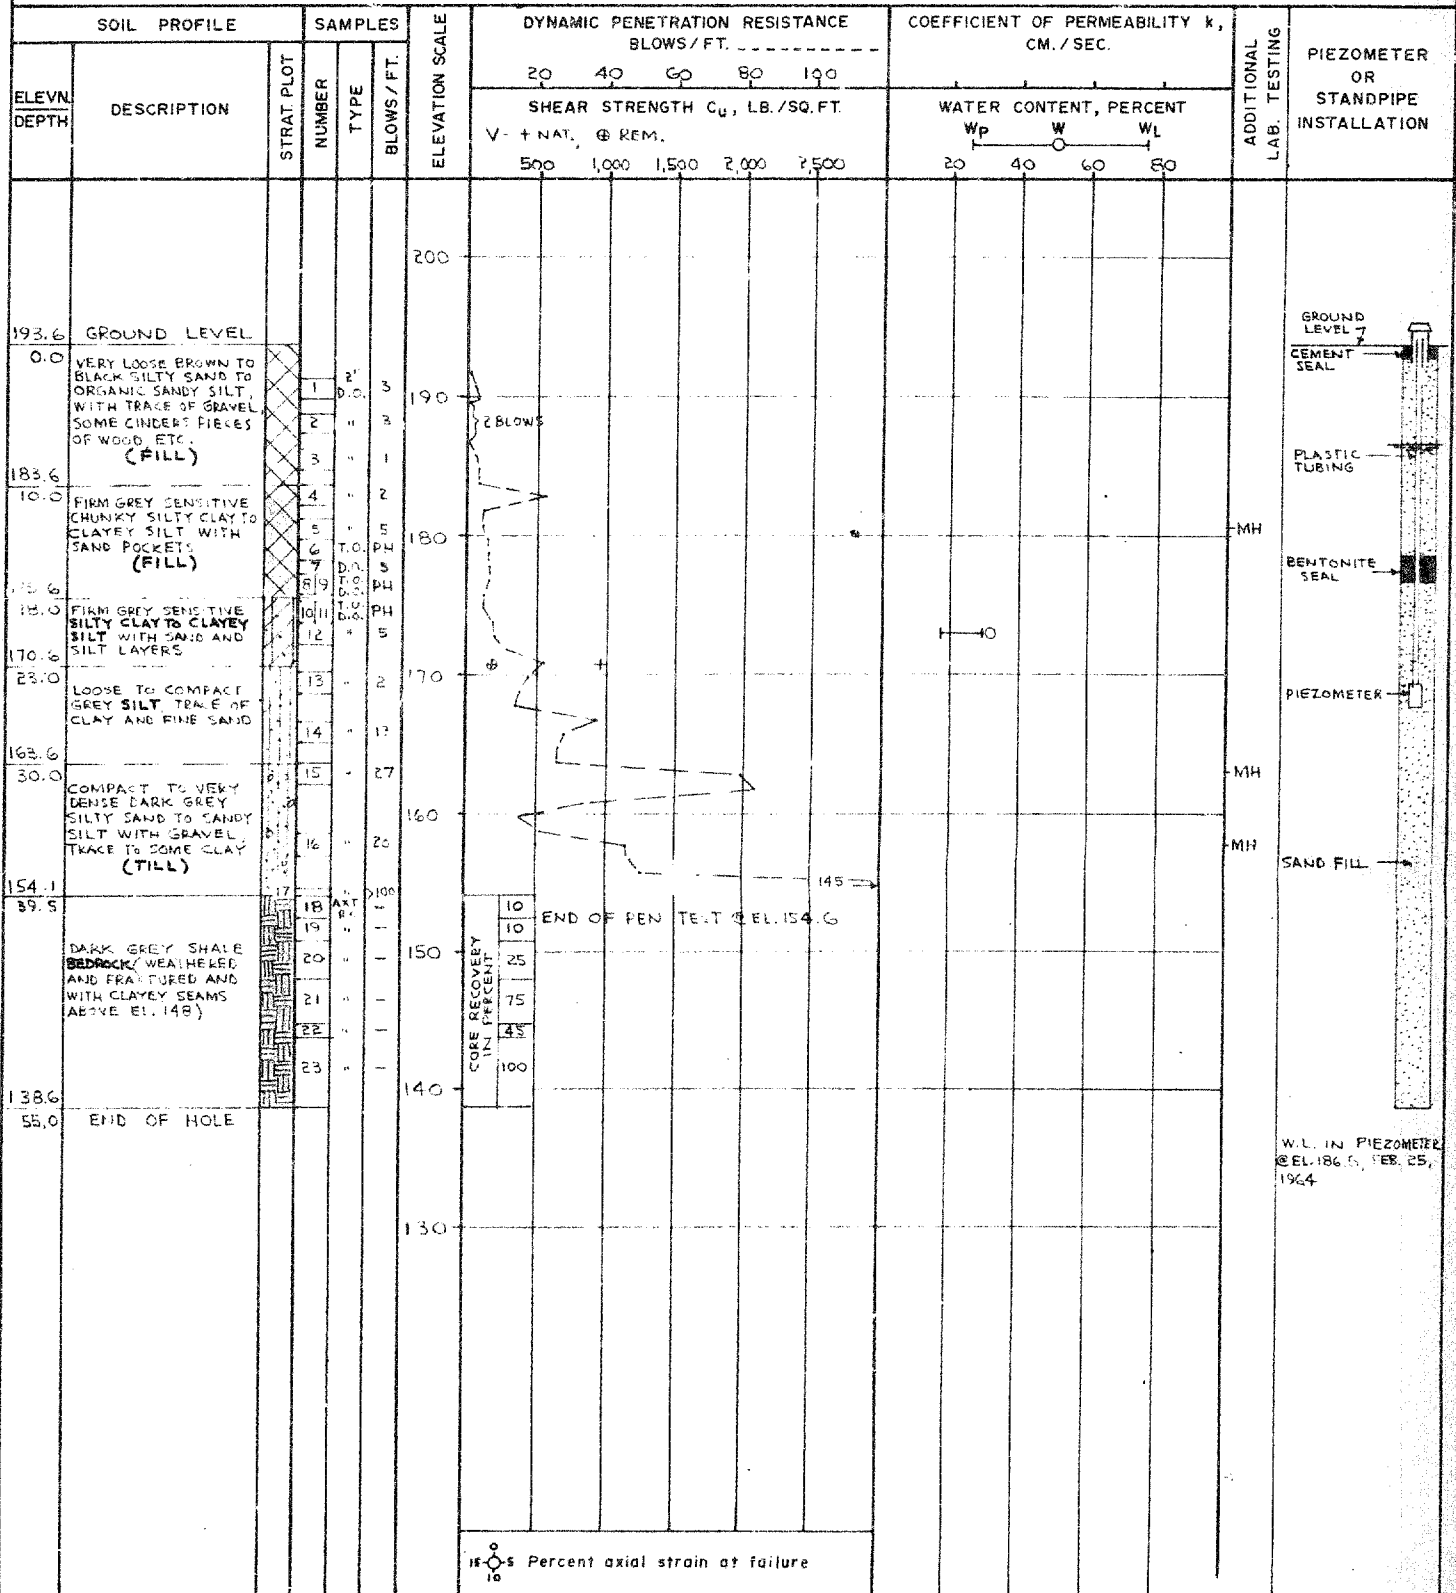 SOIL PROFILE
SAMPLES
ELEVN.
DEPTH
DESCRIPTION
STRAT. PLOT
NUMBER
TYPE
BLOWS / FT.
ELEVATION SCALE
DYNAMIC PENETRATION RESISTANCE
BLOWS / FT. ------------
20 40 60 80 100
SHEAR STRENGTH Cu, LB./SQ.FT.
V - + NAT, ⊕ REM.
500 1,000 1,500 2,000 2,500
COEFFICIENT OF PERMEABILITY k,
CM. / SEC.
WATER CONTENT, PERCENT
Wp W WL
20 40 60 80
ADDITIONAL
LAB. TESTING
PIEZOMETER
OR
STANDPIPE
INSTALLATION
200
190
180
170
160
150
140
130
193.6 GROUND LEVEL
0.0
VERY LOOSE BROWN TO
BLACK SILTY SAND TO
ORGANIC SANDY SILT,
WITH TRACE OF GRAVEL,
SOME CINDERS PIECES
OF WOOD, ETC.
(FILL)
183.6
10.0
FIRM GREY SENSITIVE
CHUNKY SILTY CLAY TO
CLAYEY SILT WITH
SAND POCKETS
(FILL)
18.0
FIRM GREY SENSITIVE
SILTY CLAY TO CLAYEY
SILT WITH SAND AND
SILT LAYERS
170.6
23.0
LOOSE TO COMPACT
GREY SILT, TRACE OF
CLAY AND FINE SAND
163.6
30.0
COMPACT TO VERY
DENSE DARK GREY
SILTY SAND TO SANDY
SILT WITH GRAVEL,
TRACE TO SOME CLAY
(TILL)
154.1
39.5
DARK GREY SHALE
BEDROCK (WEATHERED
AND FRACTURED AND
WITH CLAYEY SEAMS
ABOVE EL. 148)
138.6
55.0 END OF HOLE
1 2" D.O. 3
2 " 3
3 " 1
4 " 2
5 " 5
6 T.O. PH
7 D.O. 5
8/9 T.O. D.O. PH
10/11 T.O. D.O. PH
12 " 5
13 " 2
14 "
15 " 27
16 "
17 " >100
18 AXT –
19 " –
20 " –
21 " –
22 " –
23 " –
2 BLOWS
145
END OF PEN. TEST @ EL. 154.6
CORE RECOVERY
IN PERCENT
10
10
25
75
45
100
MH
MH
MH
GROUND
LEVEL
CEMENT
SEAL
PLASTIC
TUBING
BENTONITE
SEAL
PIEZOMETER
SAND FILL
W.L. IN PIEZOMETER
@ EL. FEB. 25,
1964
0
15 5 Percent axial strain at failure
10